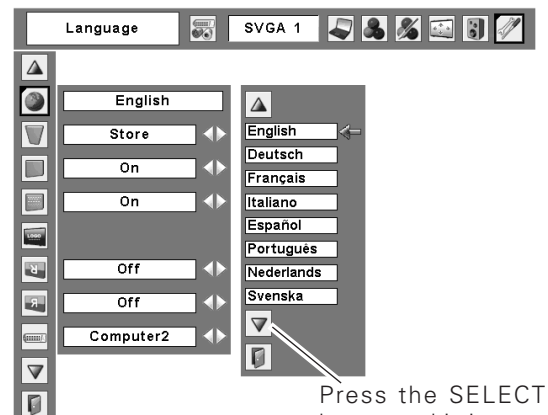 Language
SVGA 1
English
Store
On
On
Off
Off
Computer2
English
Deutsch
Français
Italiano
Español
Português
Nederlands
Svenska
Press the SELECT